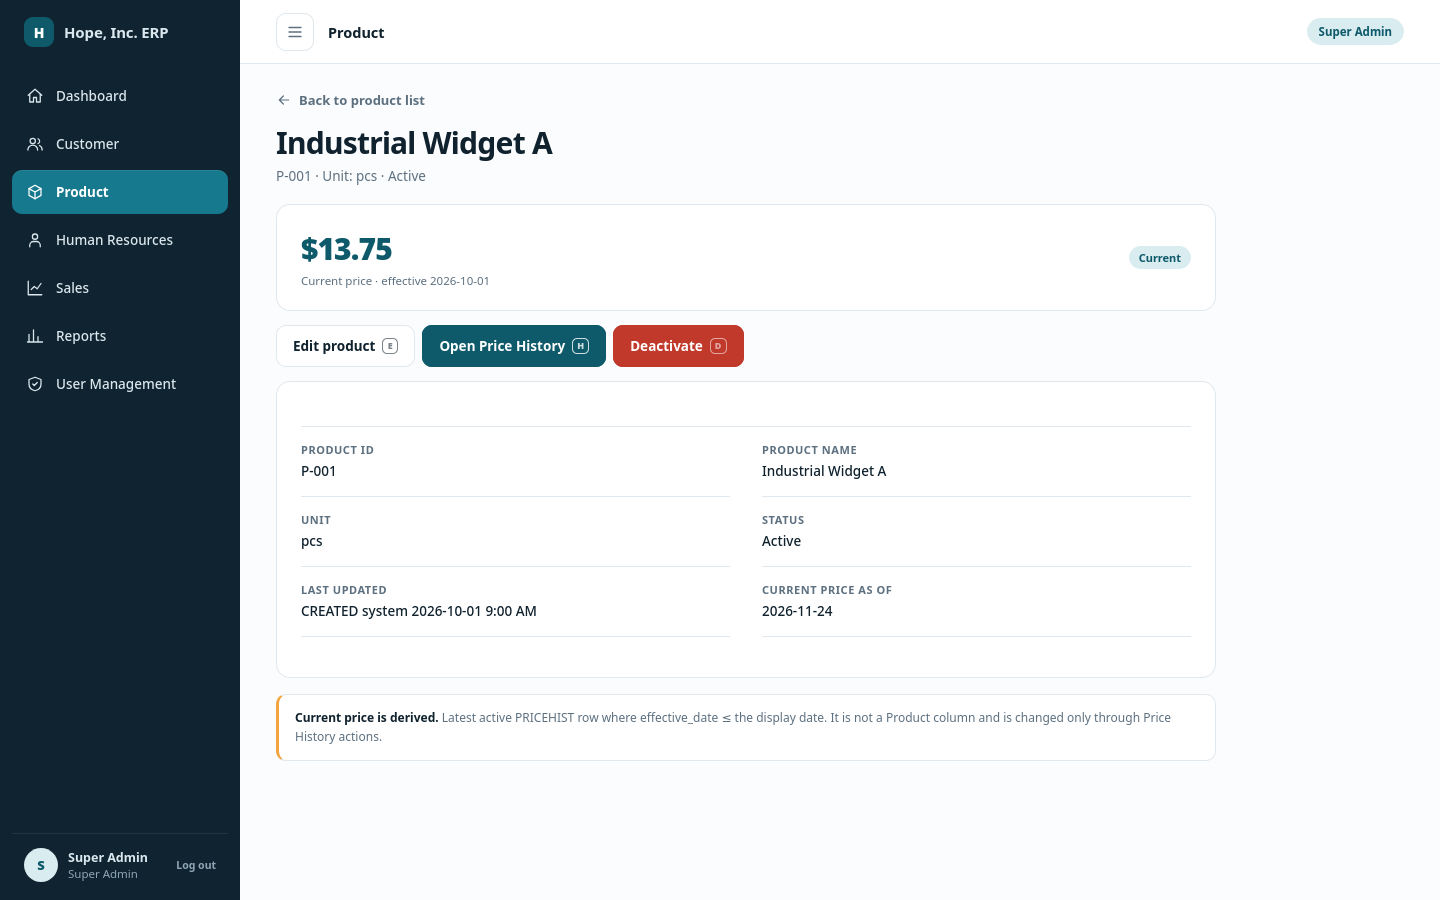 H
Hope, Inc. ERP
Dashboard
Customer
Product
Human Resources
Sales
Reports
User Management
S
Super Admin
Super Admin
Log out
Product
Super Admin
Back to product list
Industrial Widget A
P-001 · Unit: pcs · Active
$13.75
Current price · effective 2026-10-01
Current
Edit product E
Open Price History H
Deactivate D
PRODUCT ID
P-001
PRODUCT NAME
Industrial Widget A
UNIT
pcs
STATUS
Active
LAST UPDATED
CREATED system 2026-10-01 9:00 AM
CURRENT PRICE AS OF
2026-11-24
Current price is derived. Latest active PRICEHIST row where effective_date ≤ the display date. It is not a Product column and is changed only through Price
History actions.